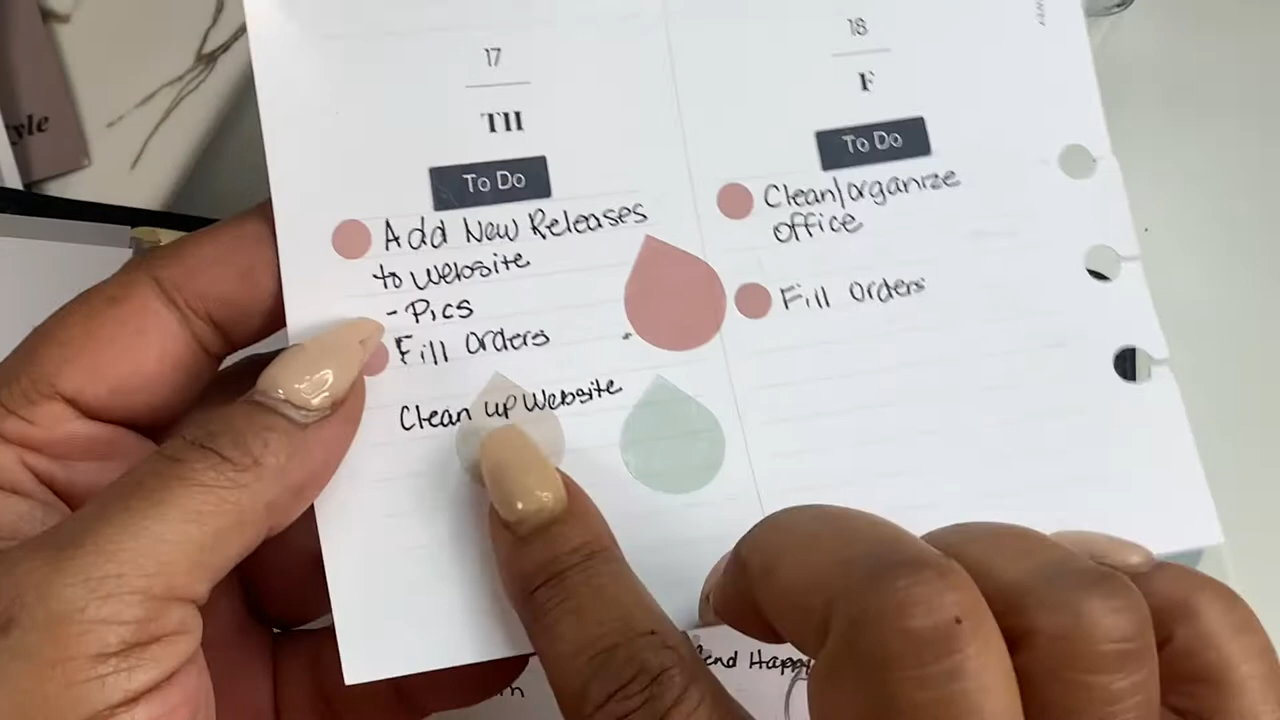 17
TH
To Do
Add New Releases
to Website
- Pics
Fill Orders
Clean up Website
18
F
To Do
Clean/organize
office
Fill Orders
yle
end Happy